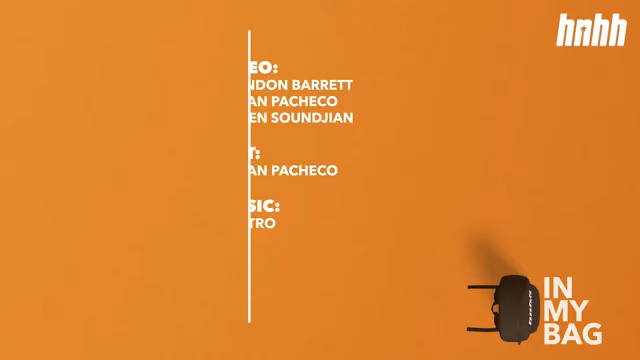 hnhh
EO:
NDON BARRETT
AN PACHECO
EN SOUNDJIAN
T:
AN PACHECO
SIC:
TRO
IN
MY
BAG